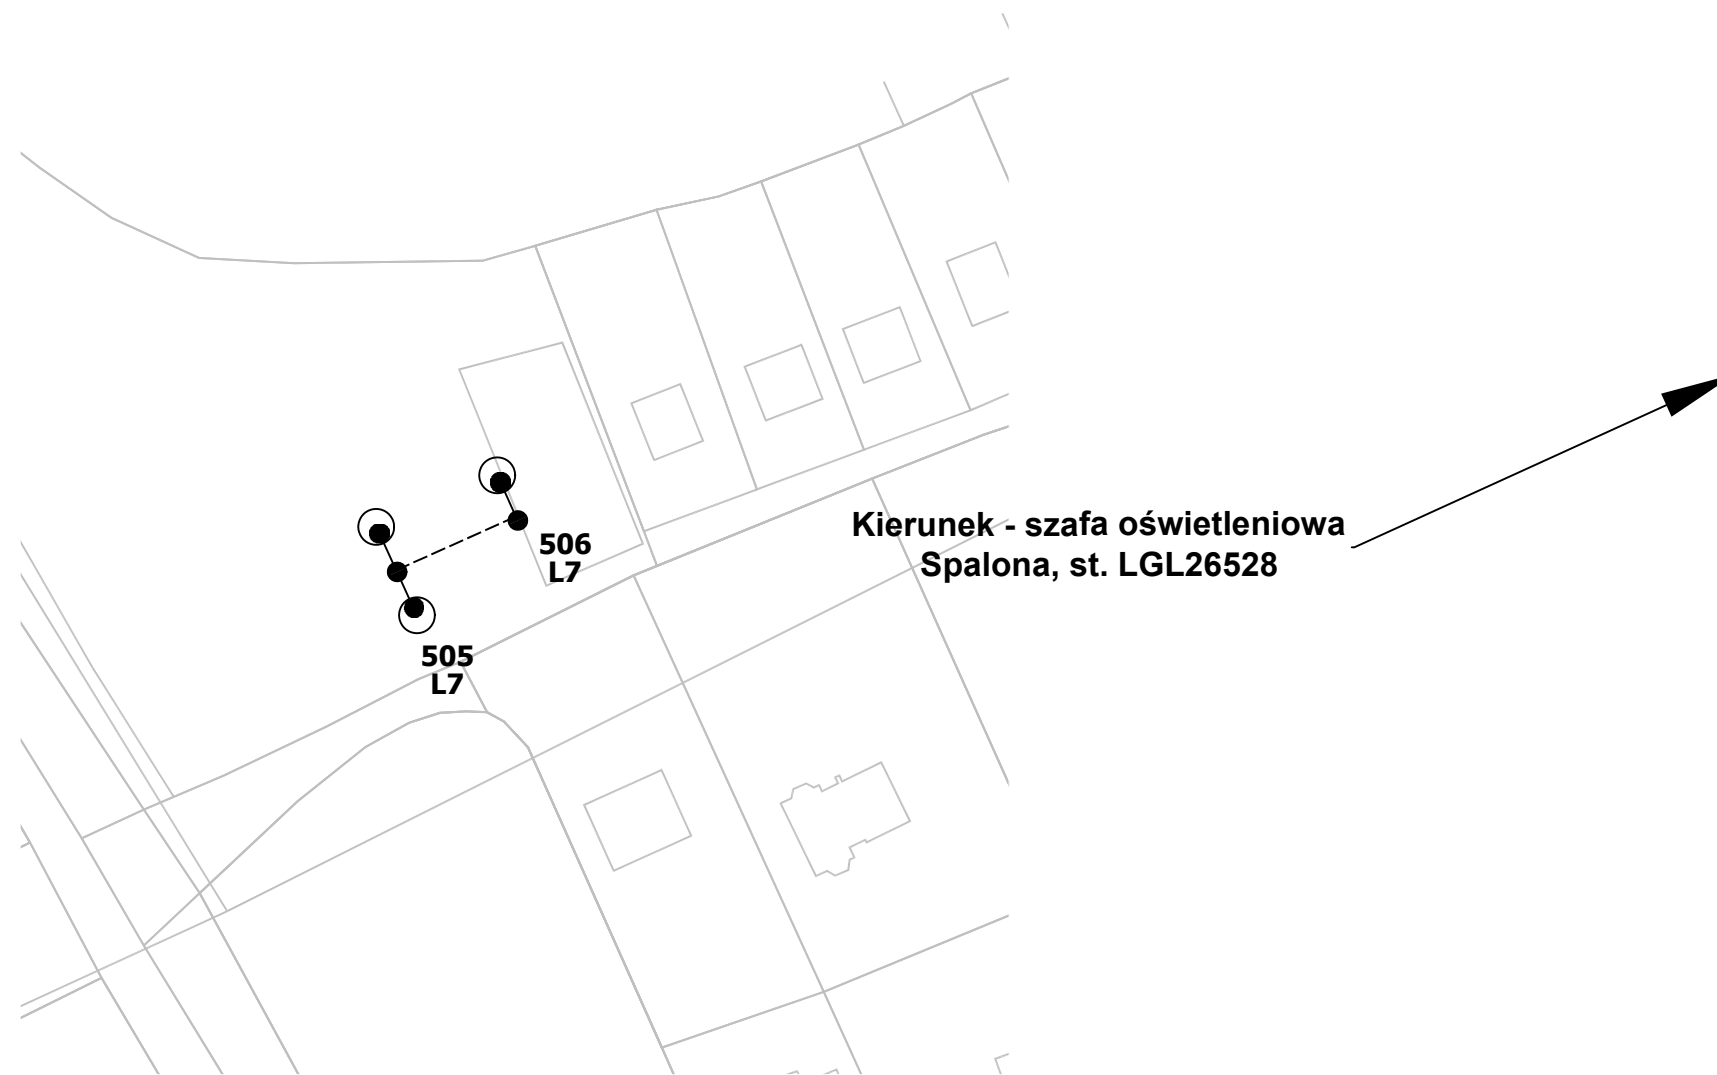 Kierunek - szafa oświetleniowa
Spalona, st. LGL26528
506
L7
505
L7